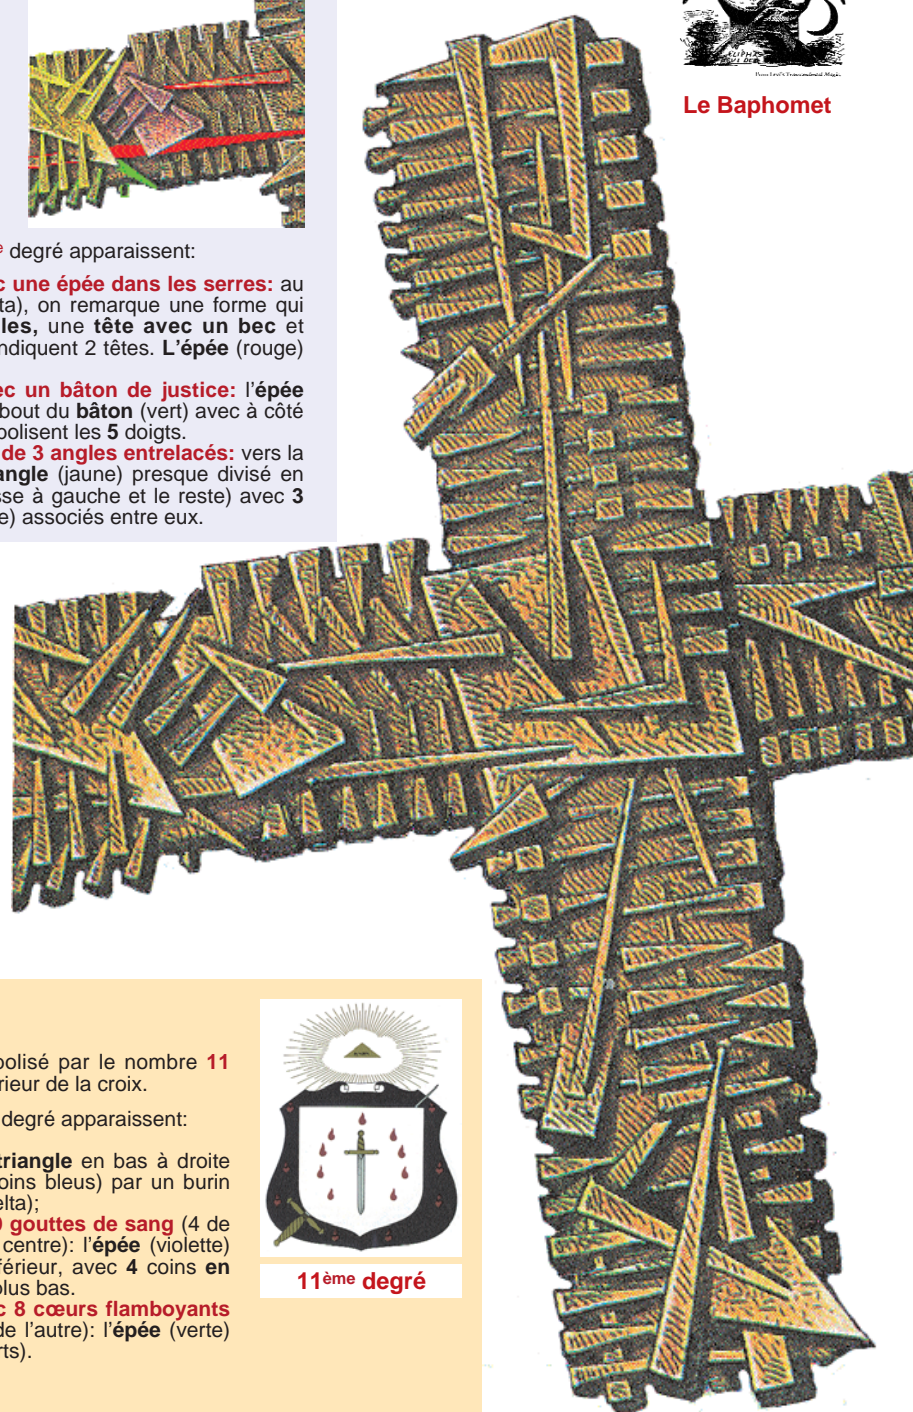 Le Baphomet
e degré apparaissent:
c une épée dans les serres: au
ta), on remarque une forme qui
les, une tête avec un bec et
ndiquent 2 têtes. L'épée (rouge)
ec un bâton de justice: l'épée
bout du bâton (vert) avec à côté
bolisent les 5 doigts.
de 3 angles entrelacés: vers la
angle (jaune) presque divisé en
sse à gauche et le reste) avec 3
e) associés entre eux.
bolisé par le nombre 11
rieur de la croix.
degré apparaissent:
triangle en bas à droite
oins bleus) par un burin
elta);
9 gouttes de sang (4 de
centre): l'épée (violette)
férieur, avec 4 coins en
plus bas.
c 8 cœurs flamboyants
de l'autre): l'épée (verte)
rts).
11ème degré